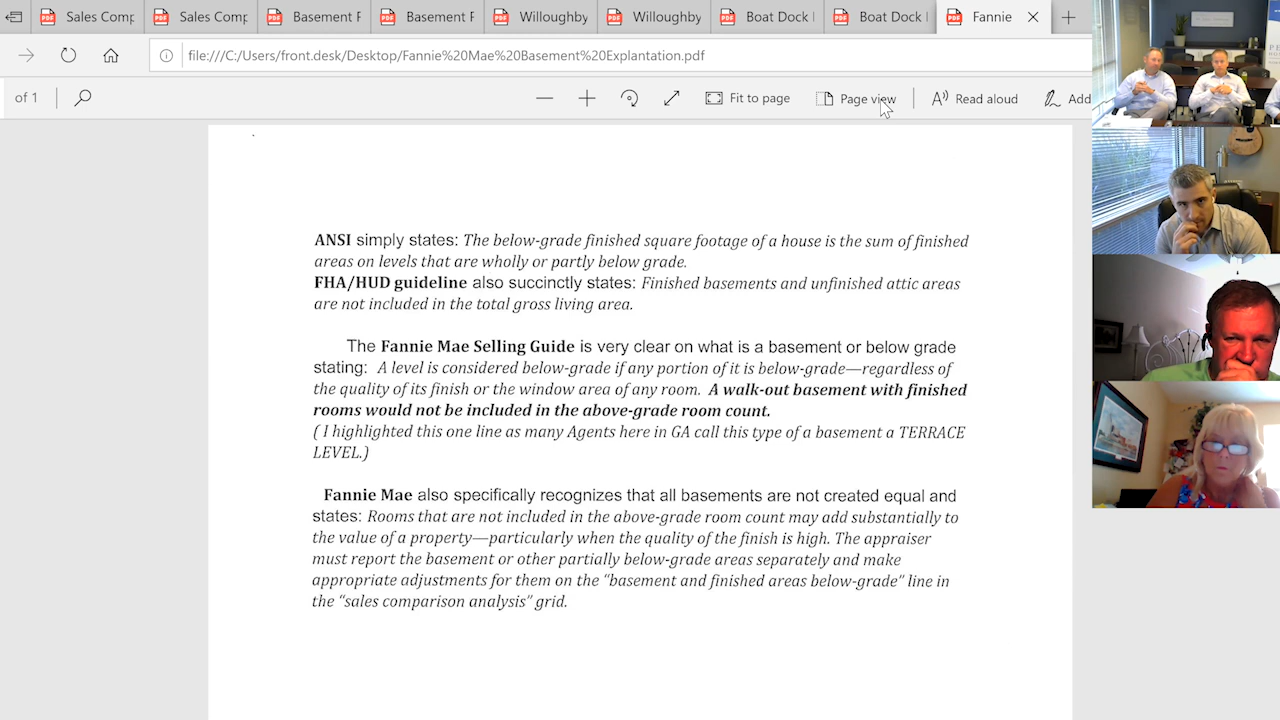 Sales Comp
Sales Comp
Basement F
Basement F
Willoughby
Willoughby
Boat Dock
Boat Dock
Fannie
file:///C:/Users/front.desk/Desktop/Fannie%20Mae%20Basement%20Explantation.pdf
of 1
Fit to page
Page view
Read aloud
Add
ANSI simply states: The below-grade finished square footage of a house is the sum of finished
areas on levels that are wholly or partly below grade.
FHA/HUD guideline also succinctly states: Finished basements and unfinished attic areas
are not included in the total gross living area.
The Fannie Mae Selling Guide is very clear on what is a basement or below grade
stating: A level is considered below-grade if any portion of it is below-grade—regardless of
the quality of its finish or the window area of any room. A walk-out basement with finished
rooms would not be included in the above-grade room count.
( I highlighted this one line as many Agents here in GA call this type of a basement a TERRACE
LEVEL.)
Fannie Mae also specifically recognizes that all basements are not created equal and
states: Rooms that are not included in the above-grade room count may add substantially to
the value of a property—particularly when the quality of the finish is high. The appraiser
must report the basement or other partially below-grade areas separately and make
appropriate adjustments for them on the “basement and finished areas below-grade” line in
the “sales comparison analysis” grid.